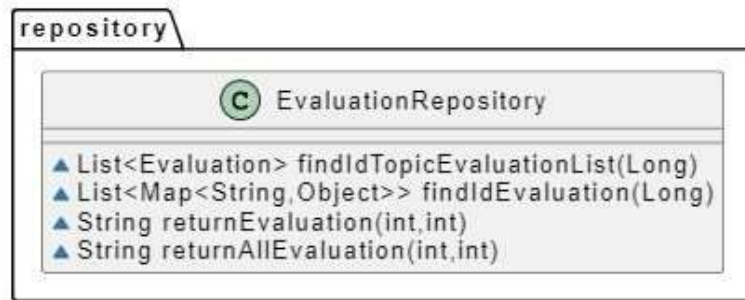 repository
C EvaluationRepository
List<Evaluation> findIdTopicEvaluationList(Long)
List<Map<String,Object>> findIdEvaluation(Long)
String returnEvaluation(int,int)
String returnAllEvaluation(int,int)